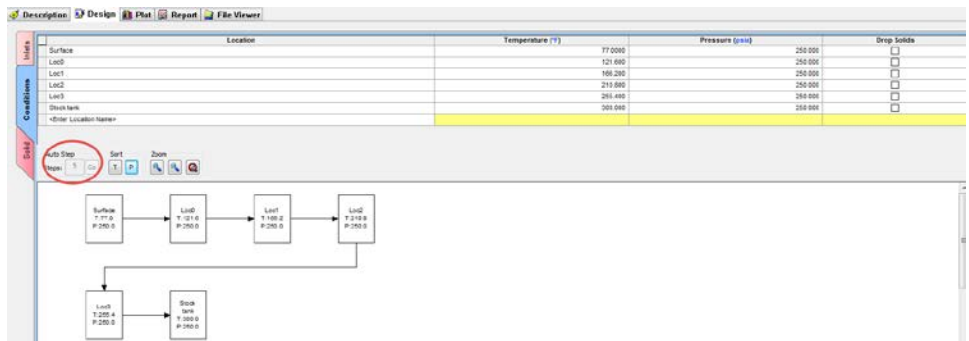 Description Design Plot Report File Viewer
Location Temperature (°F) Pressure (psia) Drop Solids
Surface 77.0000 250.000
Loc0 121.600 250.000
Loc1 166.200 250.000
Loc2 210.800 250.000
Loc3 255.400 250.000
Stock tank 300.000 250.000
<Enter Location Name>
Inlets
Conditions
Solid
Auto Step Sort Zoom
Steps: 5 Go T P
Surface
T:77.0
P:250.0
Loc0
T:121.6
P:250.0
Loc1
T:166.2
P:250.0
Loc2
T:210.8
P:250.0
Loc3
T:255.4
P:250.0
Stock
tank
T:300.0
P:250.0